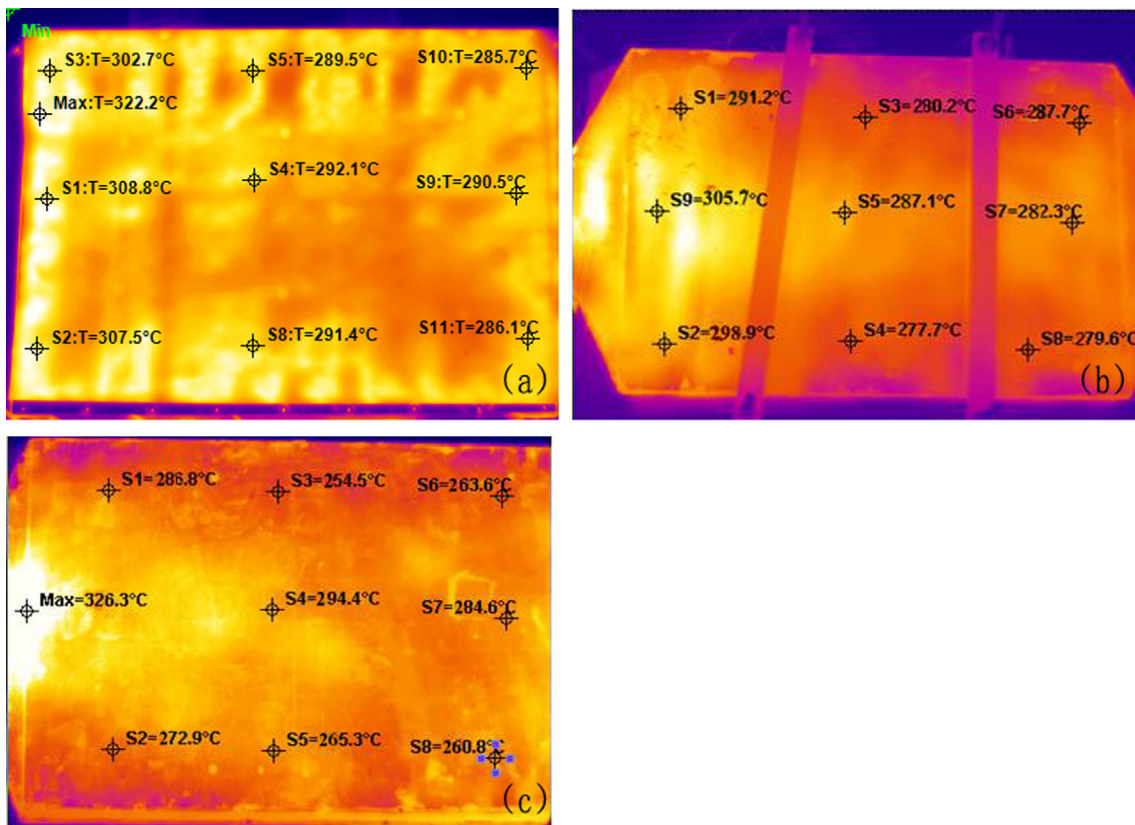 Min
S3:T=302.7°C
S5:T=289.5°C
S10:T=285.7°C
Max:T=322.2°C
S4:T=292.1°C
S1:T=308.8°C
S9:T=290.5°C
S2:T=307.5°C
S8:T=291.4°C
S11:T=286.1°C
(a)
S1=291.2°C
S3=280.2°C
S6=287.7°C
S9=305.7°C
S5=287.1°C
S7=282.3°C
S2=298.9°C
S4=277.7°C
S8=279.6°C
(b)
S1=286.8°C
S3=254.5°C
S6=263.6°C
Max=326.3°C
S4=294.4°C
S7=284.6°C
S2=272.9°C
S5=265.3°C
S8=260.8°C
(c)